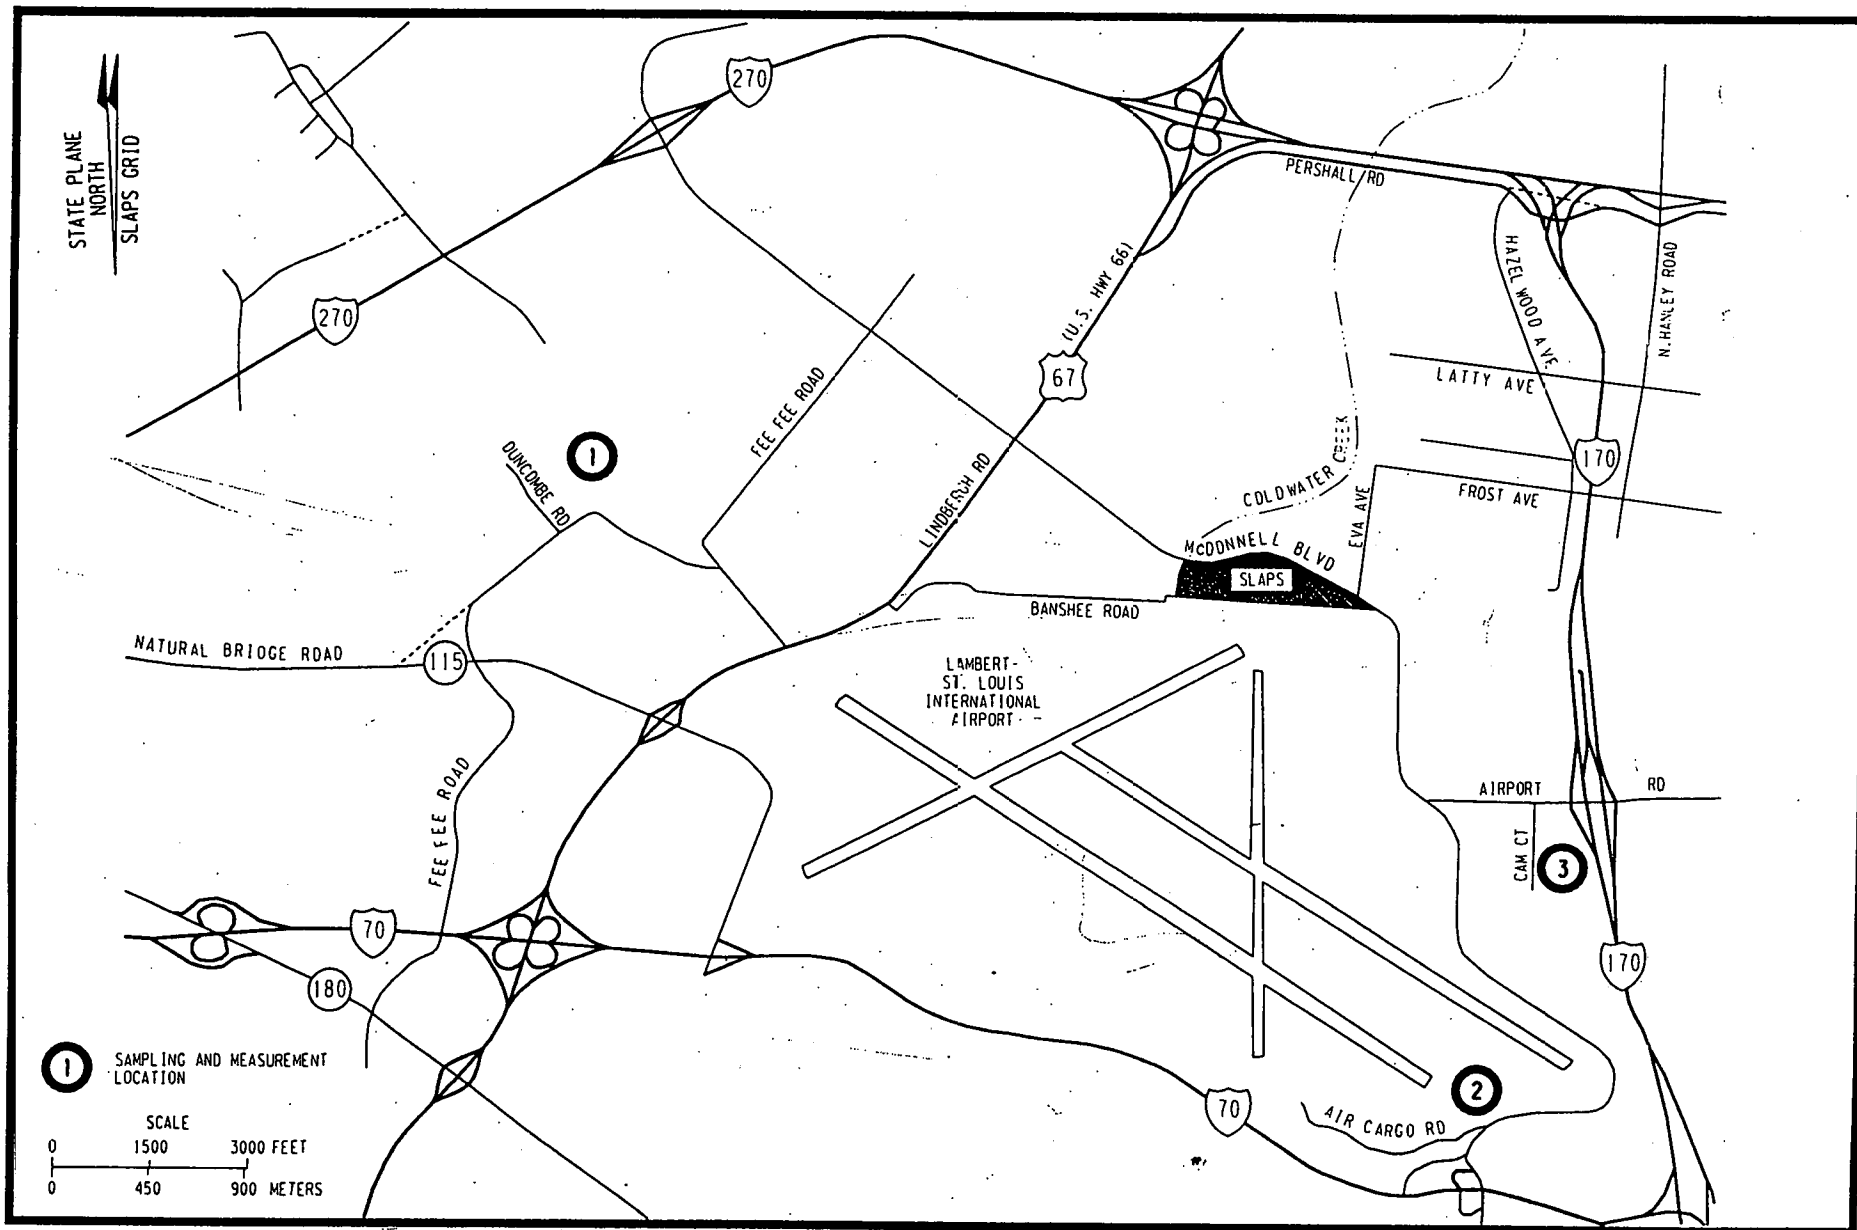 STATE PLANE
NORTH
SLAPS GRID
270
270
PERSHALL RD
HAZELWOOD AVE
N. HANLEY ROAD
(U.S. HWY 66)
67
LATTY AVE
FEE FEE ROAD
DUNCOMBE RD
1
LINDBERGH RD
COLDWATER CREEK
170
FROST AVE
EVA AVE
McDONNELL BLVD
SLAPS
BANSHEE ROAD
NATURAL BRIDGE ROAD
115
LAMBERT-
ST. LOUIS
INTERNATIONAL
AIRPORT
FEE FEE ROAD
AIRPORT RD
CAM CT
3
70
170
180
1
SAMPLING AND MEASUREMENT
LOCATION
2
70
AIR CARGO RD
SCALE
0 1500 3000 FEET
0 450 900 METERS